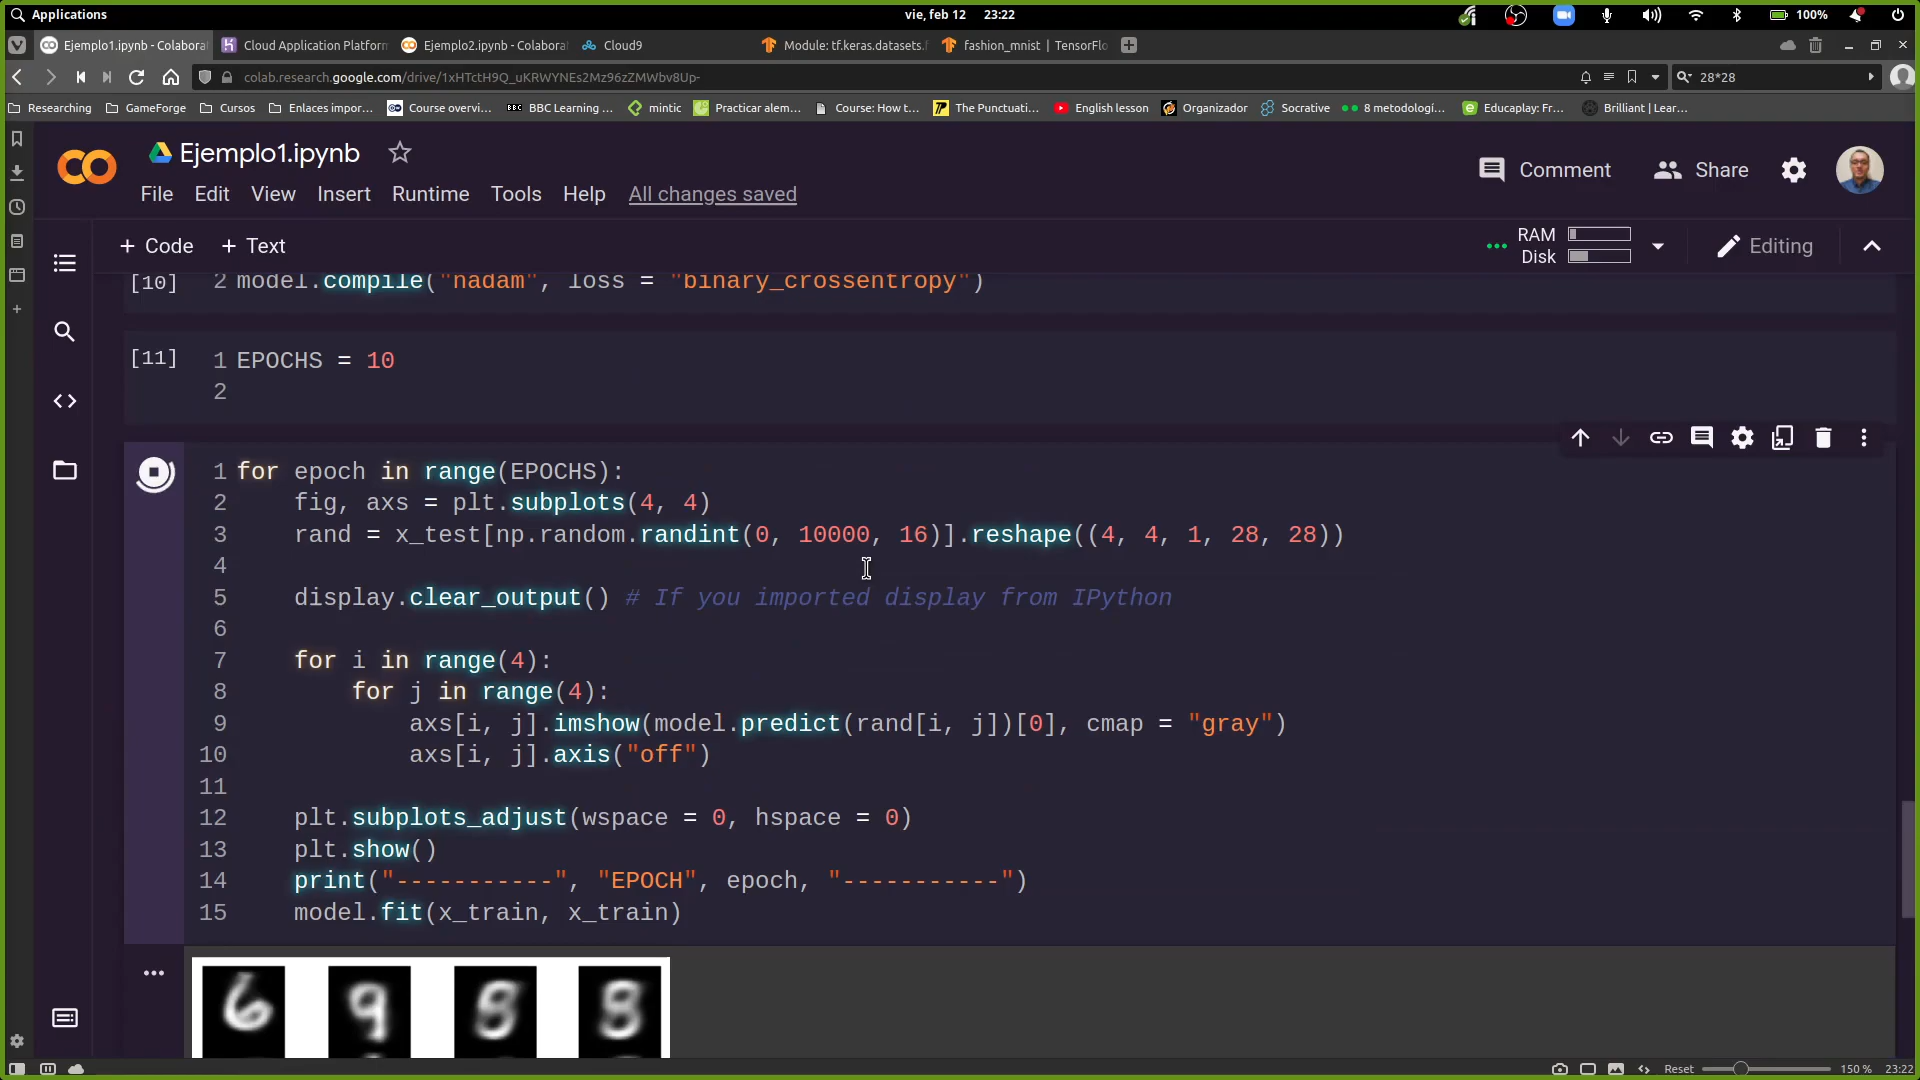 Applications
vie, feb 12 23:22
100%
Ejemplo1.ipynb - Colabora
Cloud Application Platforn
Ejemplo2.ipynb - Colabora
Cloud9
Module: tf.keras.datasets.f
fashion_mnist | TensorFlo
colab.research.google.com/drive/1xHTctH9Q_uKRWYNEs2Mz96zZMWbv8Up-
28*28
Researching
GameForge
Cursos
Enlaces impor...
Course overvi...
BBC BBC Learning ...
mintic
Practicar alem...
Course: How t...
The Punctuati...
English lesson
Organizador
Socrative
8 metodologí...
Educaplay: Fr...
Brilliant | Lear...
Ejemplo1.ipynb
Comment
Share
File Edit View Insert Runtime Tools Help All changes saved
+ Code + Text
RAM
Disk
Editing
[10] 2 model.compile("nadam", loss = "binary_crossentropy")
[11] 1 EPOCHS = 10
2
1 for epoch in range(EPOCHS):
2 fig, axs = plt.subplots(4, 4)
3 rand = x_test[np.random.randint(0, 10000, 16)].reshape((4, 4, 1, 28, 28))
4
5 display.clear_output() # If you imported display from IPython
6
7 for i in range(4):
8 for j in range(4):
9 axs[i, j].imshow(model.predict(rand[i, j])[0], cmap = "gray")
10 axs[i, j].axis("off")
11
12 plt.subplots_adjust(wspace = 0, hspace = 0)
13 plt.show()
14 print("-----------", "EPOCH", epoch, "-----------")
15 model.fit(x_train, x_train)
6 9 8 8
Reset 150 % 23:22